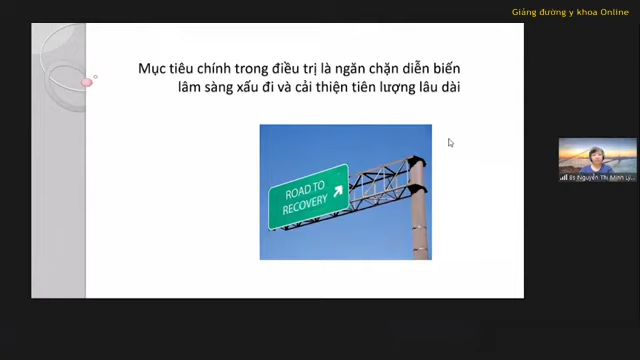 Giảng đường y khoa Online
Mục tiêu chính trong điều trị là ngăn chặn diễn biến
lâm sàng xấu đi và cải thiện tiên lượng lâu dài
ROAD TO
RECOVERY
Bs Nguyễn Thị Minh Lý...